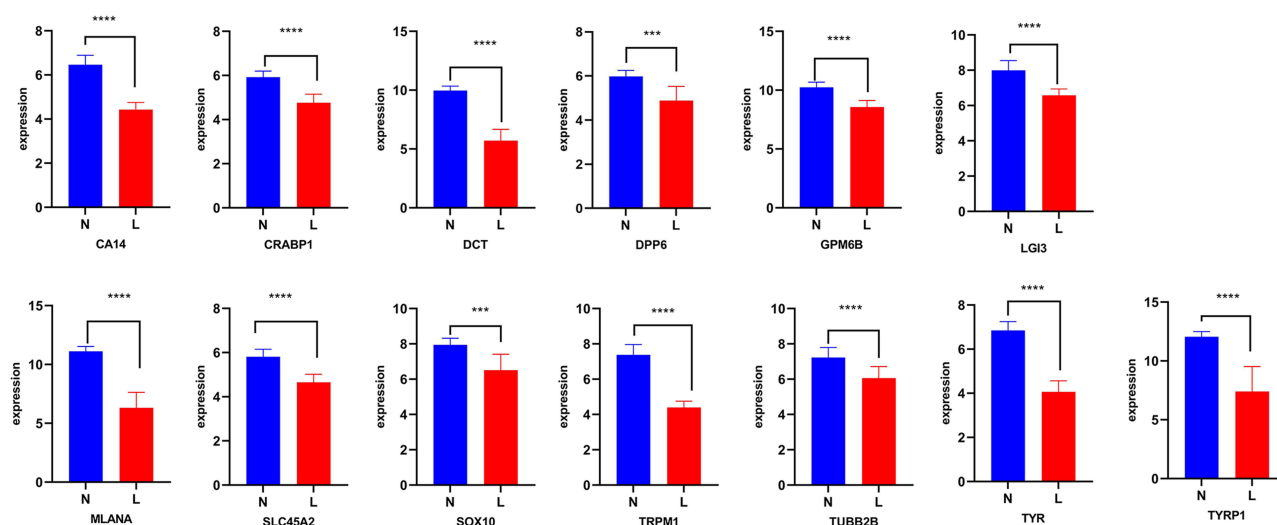 ****
expression
8
6
4
2
0
N L
CA14
****
expression
8
6
4
2
0
N L
CRABP1
****
expression
15
10
5
0
N L
DCT
***
expression
8
6
4
2
0
N L
DPP6
****
expression
15
10
5
0
N L
GPM6B
****
expression
10
8
6
4
2
0
N L
LGI3
****
expression
15
10
5
0
N L
MLANA
****
expression
8
6
4
2
0
N L
SLC45A2
***
expression
10
8
6
4
2
0
N L
SOX10
****
expression
10
8
6
4
2
0
N L
TRPM1
****
expression
10
8
6
4
2
0
N L
TUBB2B
****
expression
8
6
4
2
0
N L
TYR
****
expression
15
10
5
0
N L
TYRP1